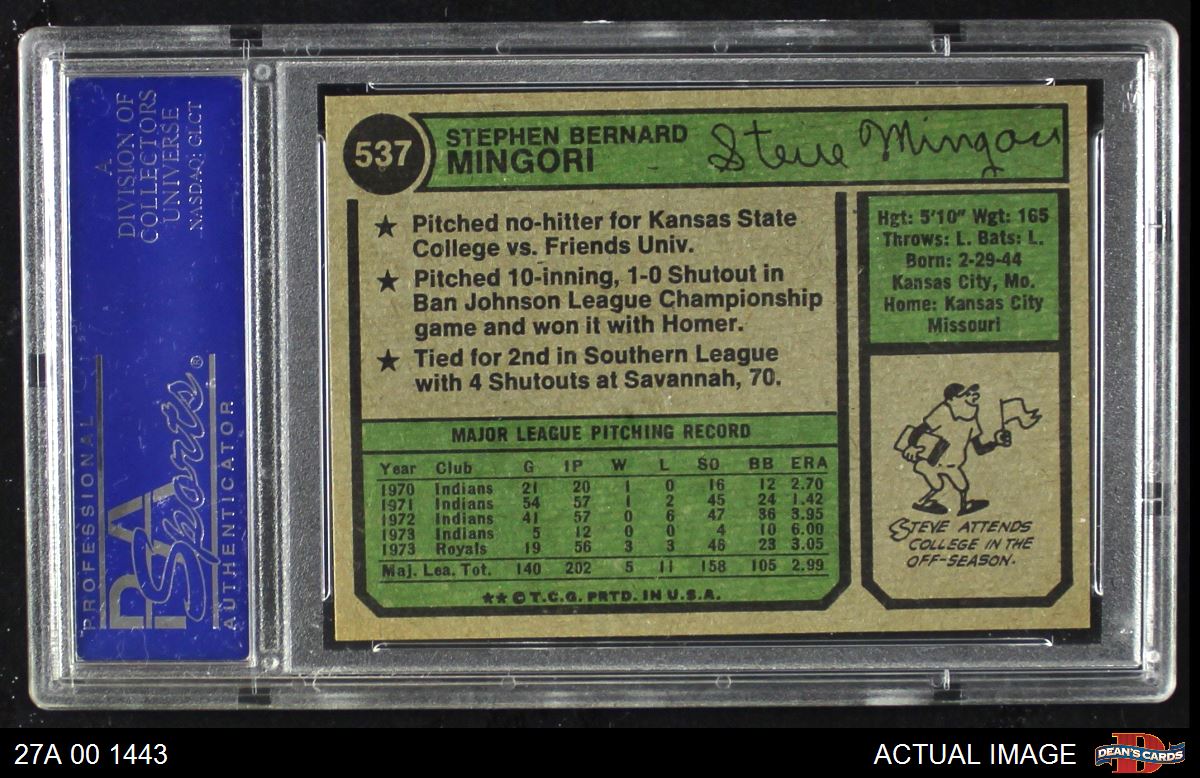 A
DIVISION OF
COLLECTORS
UNIVERSE
NASDAQ: CLCT
PROFESSIONAL
PSA
Sports®
AUTHENTICATOR
537
STEPHEN BERNARD
MINGORI
Steve Mingori
★ Pitched no-hitter for Kansas State
College vs. Friends Univ.
★ Pitched 10-inning, 1-0 Shutout in
Ban Johnson League Championship
game and won it with Homer.
★ Tied for 2nd in Southern League
with 4 Shutouts at Savannah, 70.
Hgt: 5'10" Wgt: 165
Throws: L. Bats: L.
Born: 2-29-44
Kansas City, Mo.
Home: Kansas City
Missouri
MAJOR LEAGUE PITCHING RECORD
Year Club G IP W L SO BB ERA
1970 Indians 21 20 1 0 16 12 2.70
1971 Indians 54 57 1 2 45 24 1.42
1972 Indians 41 57 0 6 47 36 3.95
1973 Indians 5 12 0 0 4 10 6.00
1973 Royals 19 56 3 3 46 23 3.05
Maj. Lea. Tot. 140 202 5 11 158 105 2.99
★★ © T.C.G. PRTD. IN U.S.A.
STEVE ATTENDS
COLLEGE IN THE
OFF-SEASON.
27A 00 1443
ACTUAL IMAGE
DEAN'S CARDS